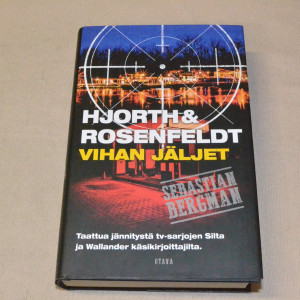 HJORTH &
ROSENFELDT
VIHAN JÄLJET
SEBASTIAN
BERGMAN
Taattua jännitystä tv-sarjojen Silta
ja Wallander käsikirjoittajilta.
OTAVA